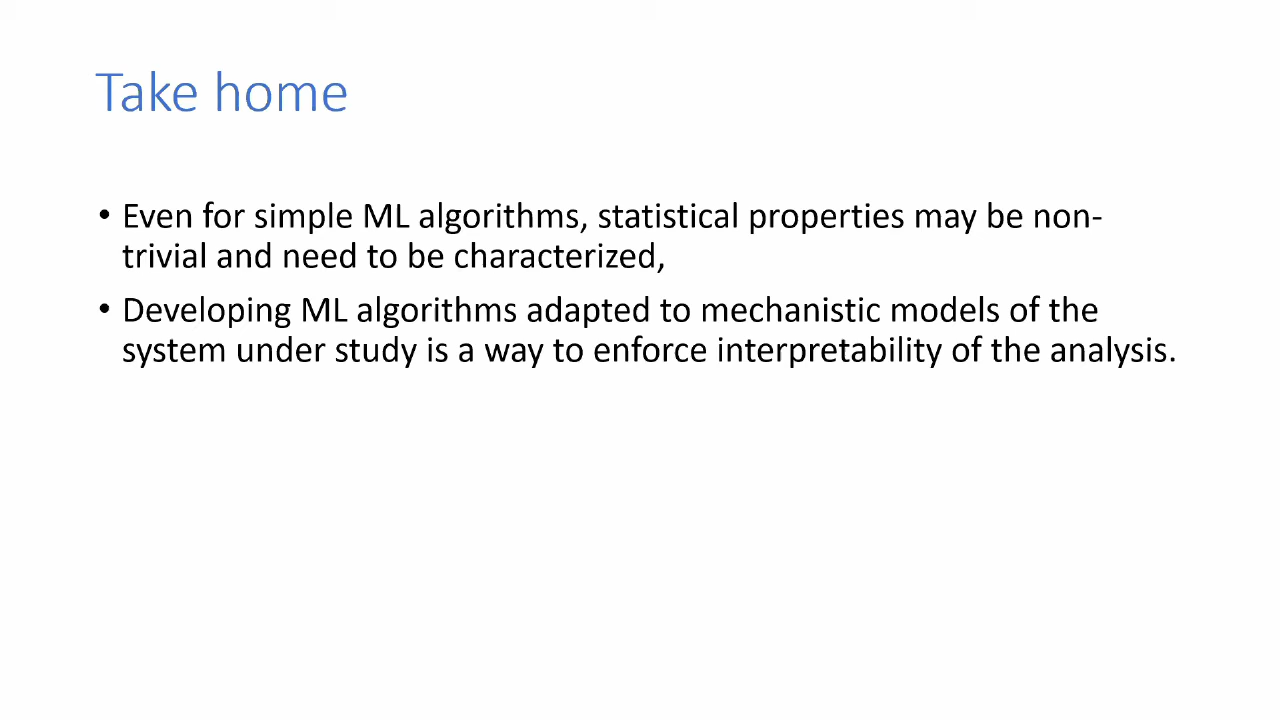 Take home
• Even for simple ML algorithms, statistical properties may be non-
trivial and need to be characterized,
• Developing ML algorithms adapted to mechanistic models of the
system under study is a way to enforce interpretability of the analysis.